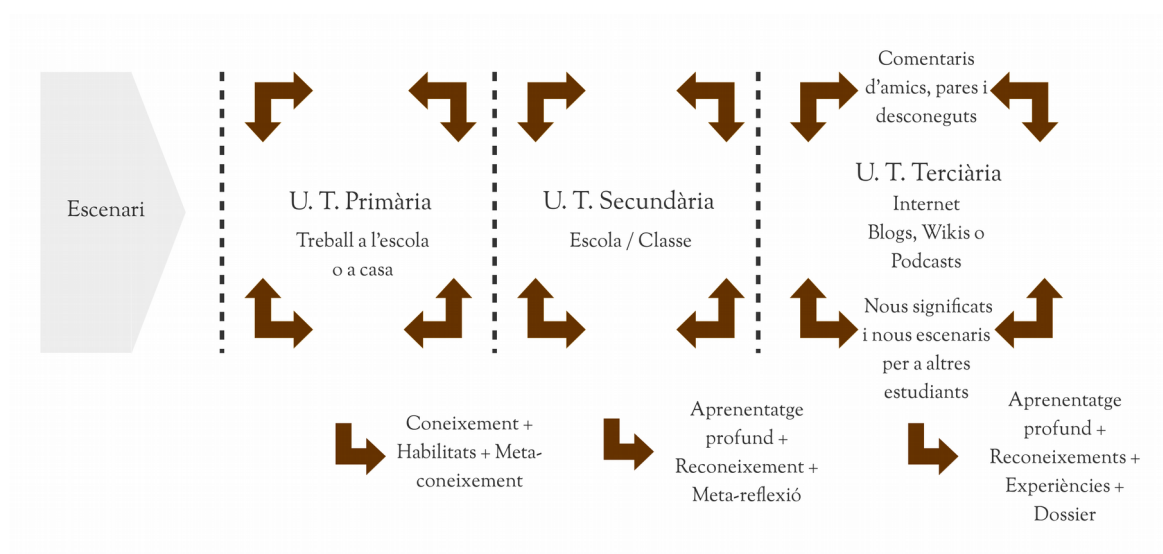 Escenari
U. T. Primària
Treball a l'escola
o a casa
Coneixement +
Habilitats + Meta-
coneixement
U. T. Secundària
Escola / Classe
Aprenentatge
profund +
Reconeixement +
Meta-reflexió
Comentaris
d'amics, pares i
desconeguts
U. T. Terciària
Internet
Blogs, Wikis o
Podcasts
Nous significats
i nous escenaris
per a altres
estudiants
Aprenentatge
profund +
Reconeixements +
Experiències +
Dossier